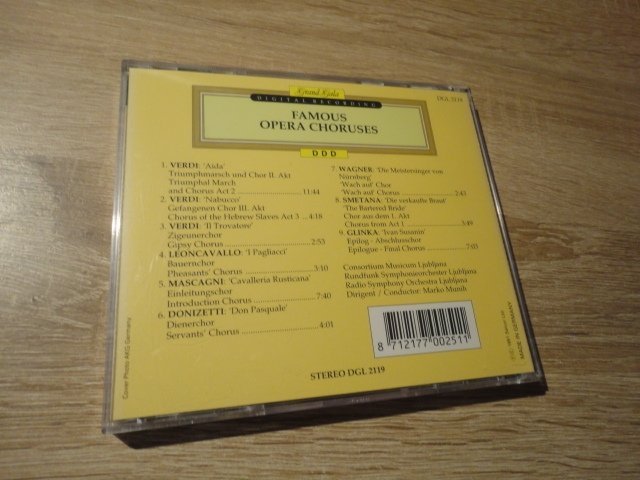 Grand Gala
DGL 2119
DIGITAL RECORDING
FAMOUS
OPERA CHORUSES
DDD
1. VERDI: 'Aida'
Triumphmarsch und Chor II. Akt
Triumphal March
and Chorus Act 2 11:44
2. VERDI: 'Nabucco'
Gefangenen Chor III. Akt
Chorus of the Hebrew Slaves Act 3 4:18
3. VERDI: 'Il Trovatore'
Zigeunerchor
Gipsy Chorus 2:53
4. LEONCAVALLO: 'I Pagliacci'
Bauernchor
Pheasants' Chorus 3:10
5. MASCAGNI: 'Cavalleria Rusticana'
Einleitungschor
Introduction Chorus 7:40
6. DONIZETTI: 'Don Pasquale'
Dienerchor
Servants' Chorus 4:01
7. WAGNER: 'Die Meistersinger von
Nürnberg'
'Wach auf' Chor
'Wach auf' Chorus 2:43
8. SMETANA: 'Die verkaufte Braut'
'The Bartered Bride'
Chor aus dem 1. Akt
Chorus from Act 1 3:49
9. GLINKA: 'Ivan Susanin'
Epilog - Abschlusschor
Epilogue - Final Chorus 7:03
Consortium Musicum Ljubljana
Rundfunk Symphonieorchester Ljubljana
Radio Symphony Orchestra Ljubljana
Dirigent / Conductor: Marko Munih
8 712177 002511
STEREO DGL 2119
Cover Photo AKG Germany
MADE IN GERMANY